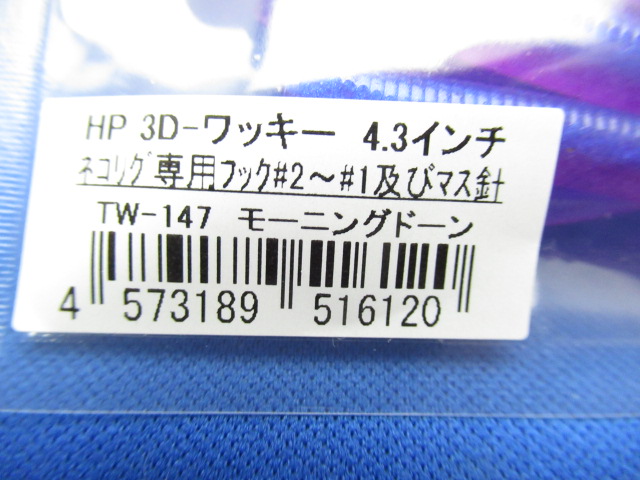 HP 3D-ワッキー 4.3インチ
ﾈｺﾘｸﾞ専用ﾌｯｸ#2～#1及びマス針
TW-147 モーニングドーン
4 573189 516120